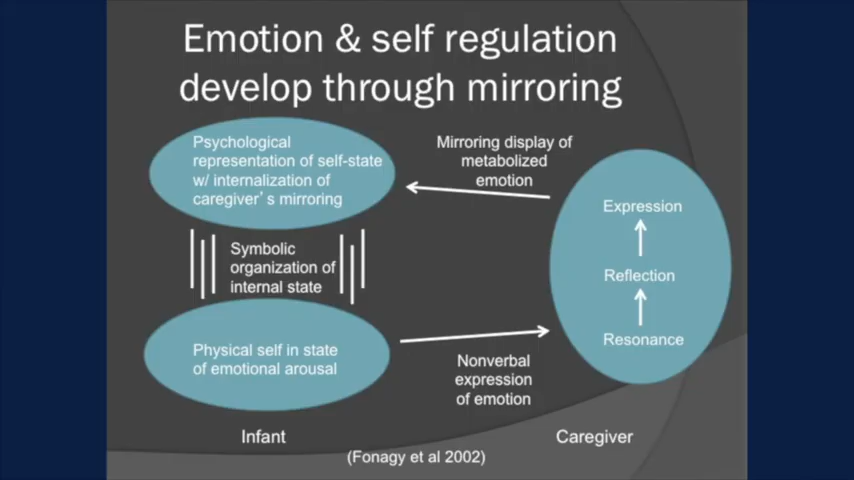 Emotion & self regulation
develop through mirroring
Psychological
representation of self-state
w/ internalization of
caregiver's mirroring
Mirroring display of
metabolized
emotion
Expression
Symbolic
organization of
internal state
Reflection
Resonance
Physical self in state
of emotional arousal
Nonverbal
expression
of emotion
Infant
Caregiver
(Fonagy et al 2002)